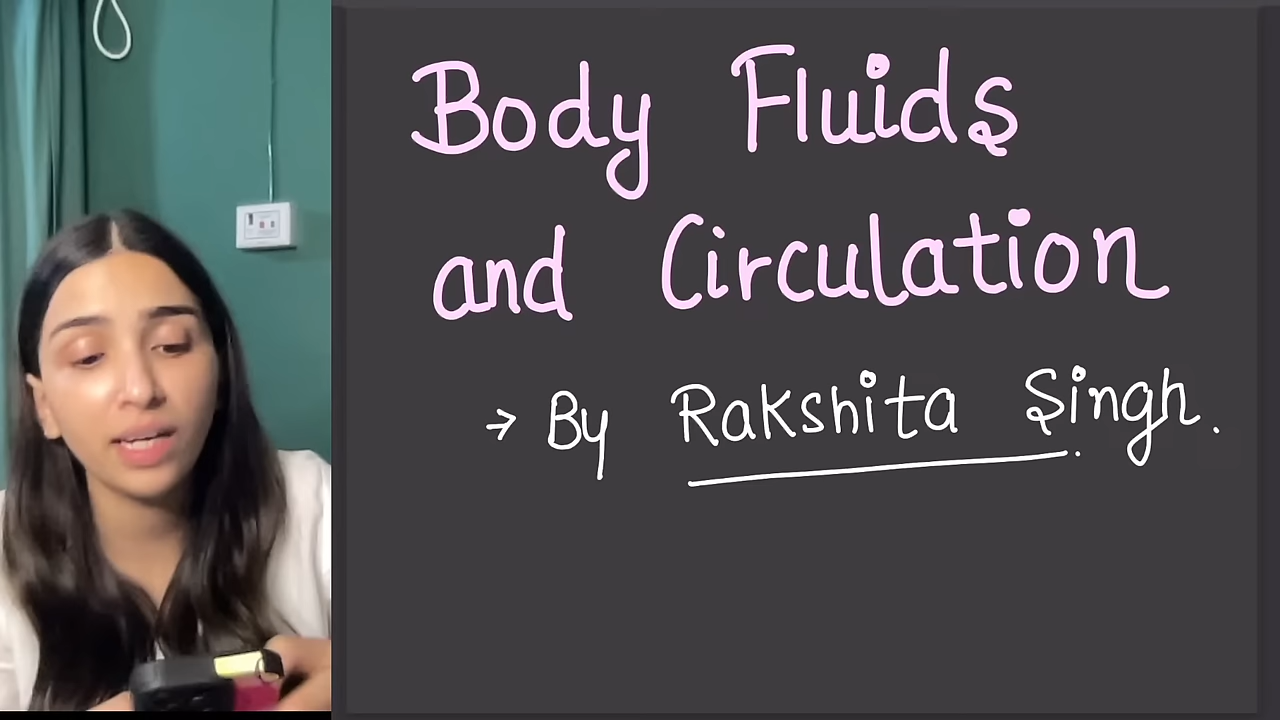 Body Fluids
and Circulation
→ By Rakshita Singh.